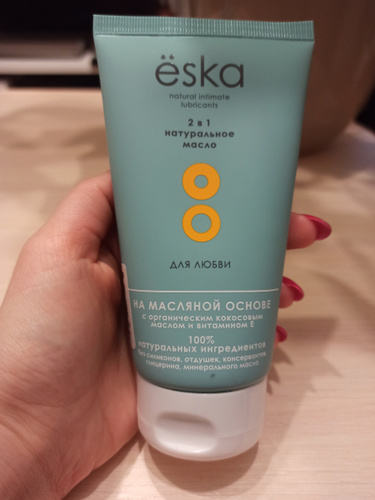 ëska
natural intimate
lubricants
2 в 1
натуральное
масло
ДЛЯ ЛЮБВИ
НА МАСЛЯНОЙ ОСНОВЕ
с органическим кокосовым
маслом и витамином Е
100%
натуральных ингредиентов
без силиконов, отдушек, консервантов,
глицерина, минерального масла